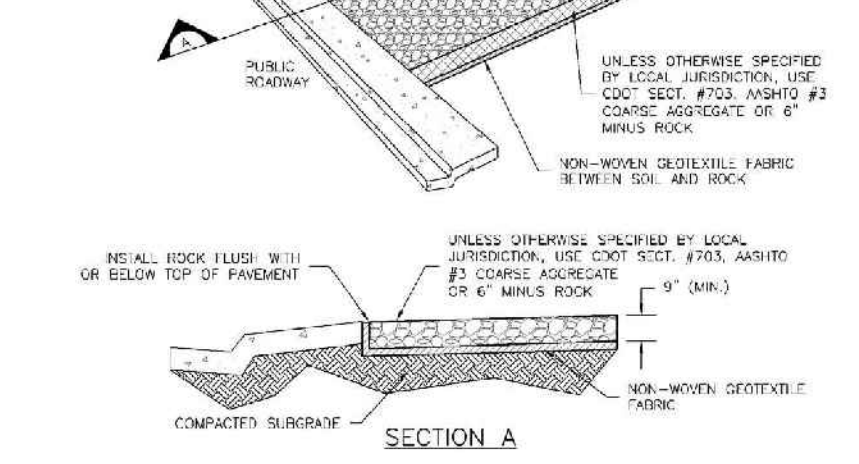 A
PUBLIC
ROADWAY
UNLESS OTHERWISE SPECIFIED
BY LOCAL JURISDICTION, USE
CDOT SECT. #703, AASHTO #3
COARSE AGGREGATE OR 6"
MINUS ROCK
NON-WOVEN GEOTEXTILE FABRIC
BETWEEN SOIL AND ROCK
INSTALL ROCK FLUSH WITH
OR BELOW TOP OF PAVEMENT
UNLESS OTHERWISE SPECIFIED BY LOCAL
JURISDICTION, USE CDOT SECT. #703, AASHTO
#3 COARSE AGGREGATE
OR 6" MINUS ROCK
9" (MIN.)
NON-WOVEN GEOTEXTILE
FABRIC
COMPACTED SUBGRADE
SECTION A